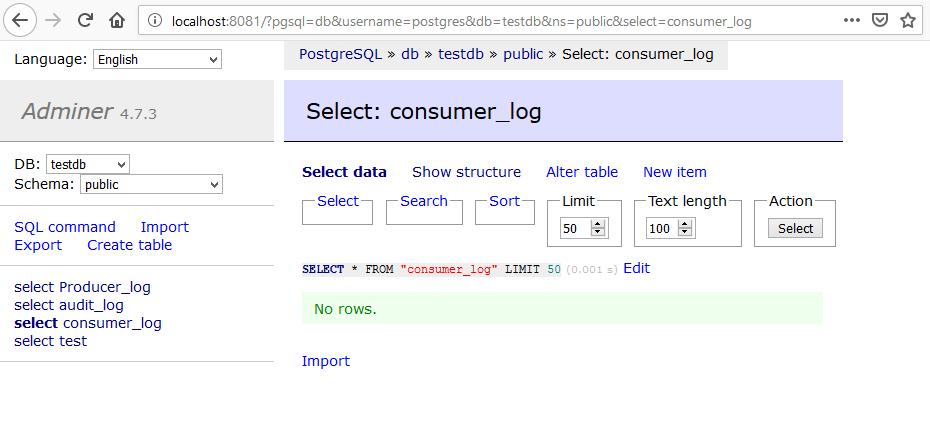 localhost:8081/?pgsql=db&username=postgres&db=testdb&ns=public&select=consumer_log
Language: English
PostgreSQL » db » testdb » public » Select: consumer_log
Adminer 4.7.3
Select: consumer_log
DB: testdb
Schema: public
SQL command Import
Export Create table
select Producer_log
select audit_log
select consumer_log
select test
Select data Show structure Alter table New item
Select Search Sort Limit Text length Action
50 100 Select
SELECT * FROM "consumer_log" LIMIT 50 (0.001 s) Edit
No rows.
Import